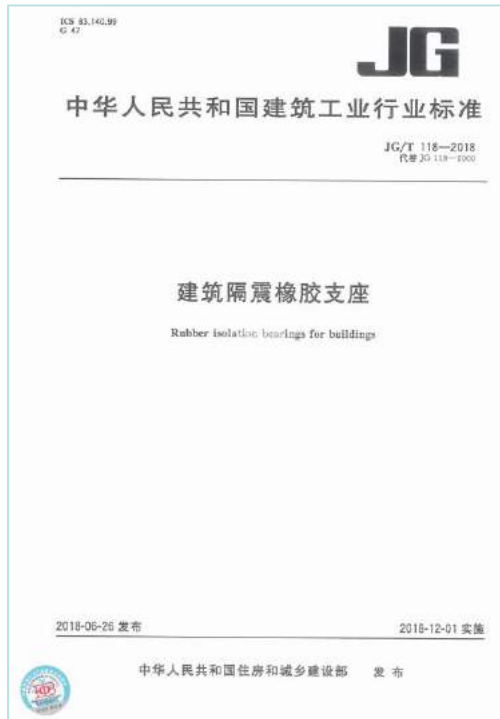 ICS 83.140.99
G 47
JG
中华人民共和国建筑工业行业标准
JG/T 118—2018
代替 JG 118—2000
建筑隔震橡胶支座
Rubber isolation bearings for buildings
2018-06-26 发布
2018-12-01 实施
中华人民共和国住房和城乡建设部 发布